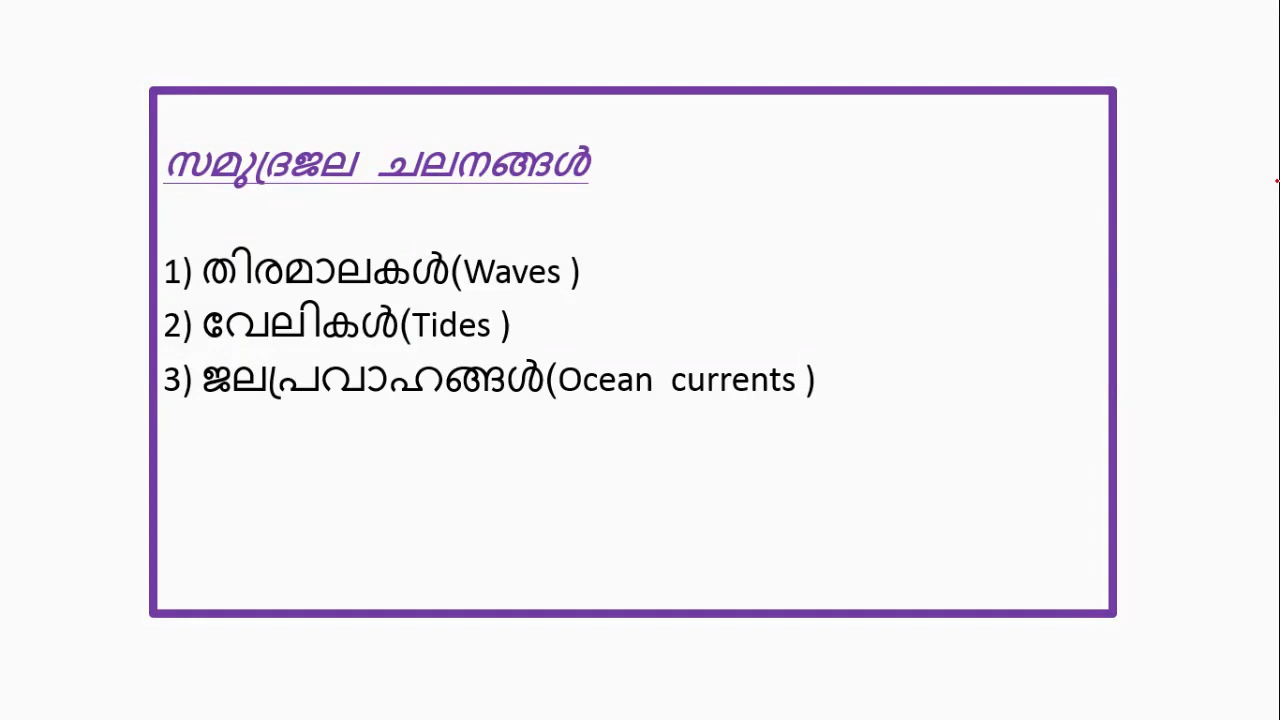 സമുദ്രജല ചലനങ്ങൾ
1) തിരമാലകൾ(Waves )
2) വേലികൾ(Tides )
3) ജലപ്രവാഹങ്ങൾ(Ocean currents )